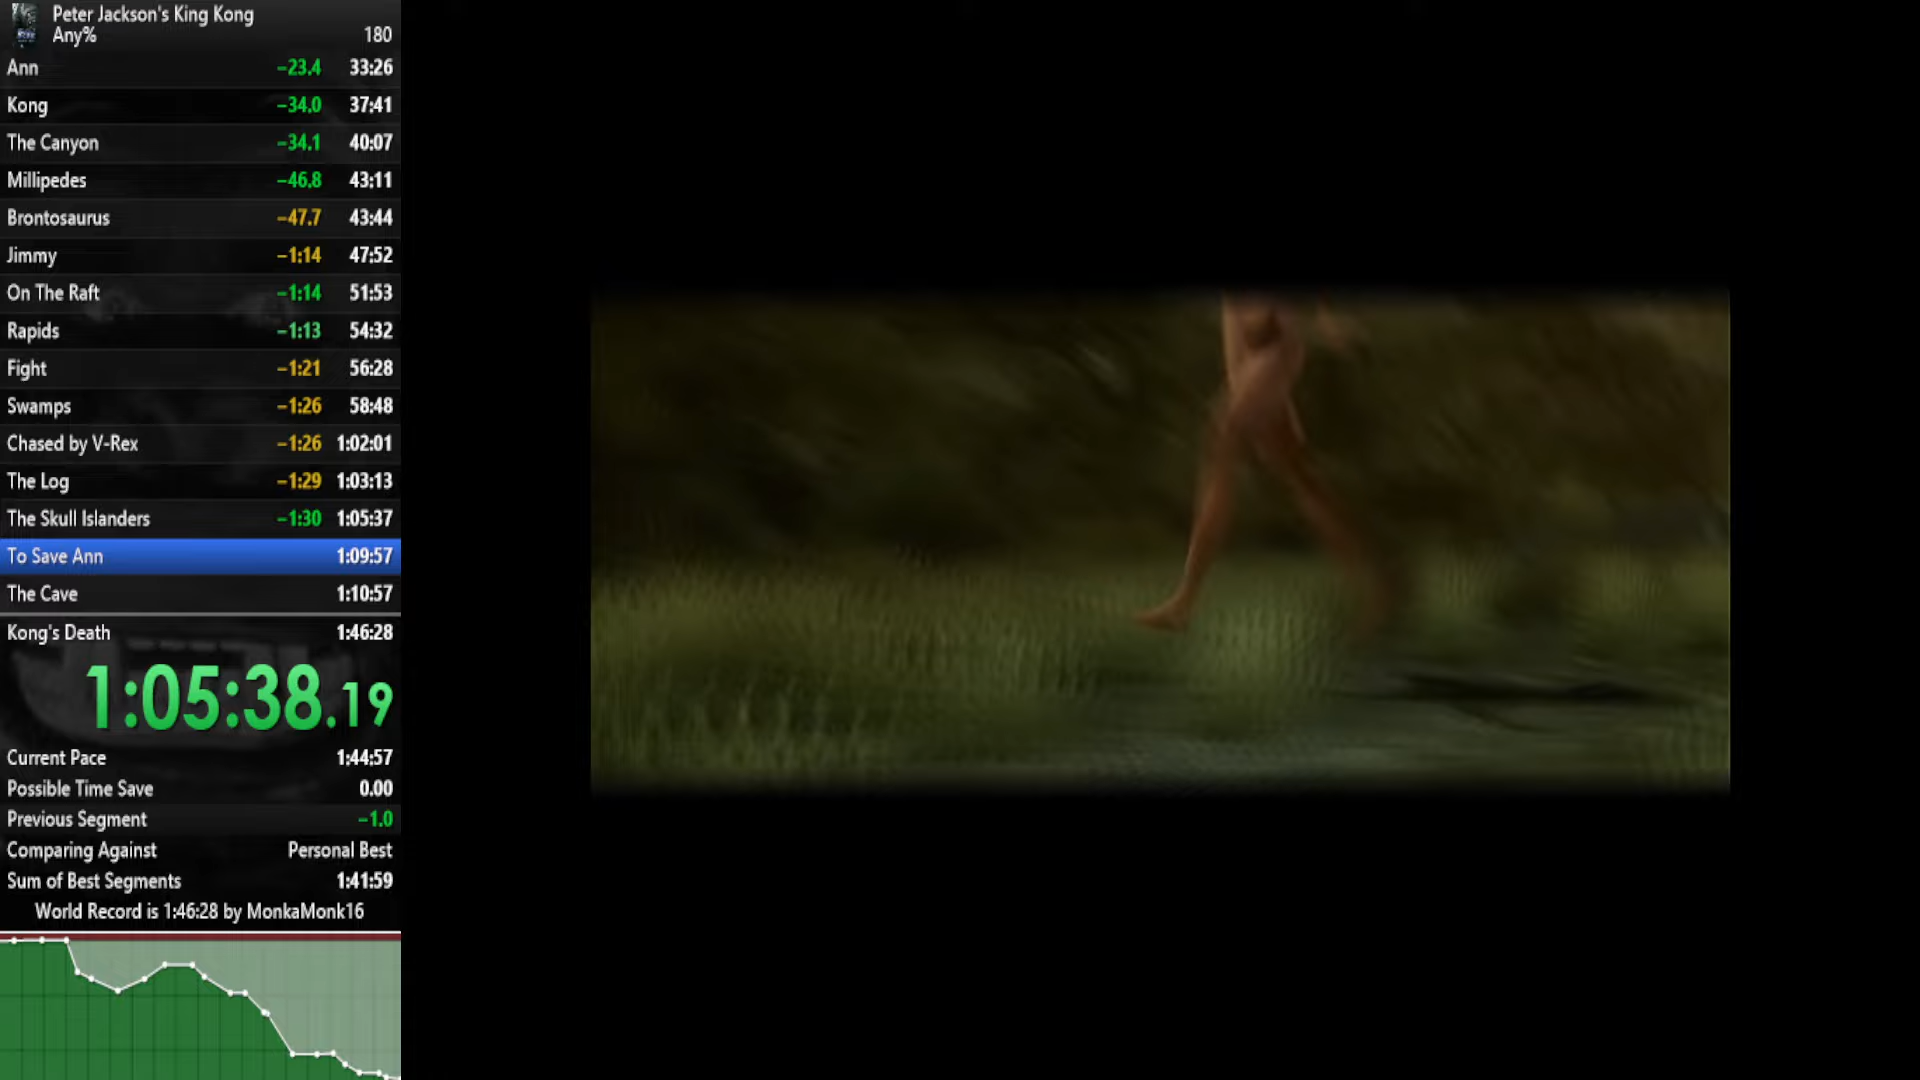 Peter Jackson's King Kong
Any% 180
Ann −23.4 33:26
Kong −34.0 37:41
The Canyon −34.1 40:07
Millipedes −46.8 43:11
Brontosaurus −47.7 43:44
Jimmy −1:14 47:52
On The Raft −1:14 51:53
Rapids −1:13 54:32
Fight −1:21 56:28
Swamps −1:26 58:48
Chased by V-Rex −1:26 1:02:01
The Log −1:29 1:03:13
The Skull Islanders −1:30 1:05:37
To Save Ann 1:09:57
The Cave 1:10:57
Kong's Death 1:46:28
1:05:38.19
Current Pace 1:44:57
Possible Time Save 0.00
Previous Segment −1.0
Comparing Against Personal Best
Sum of Best Segments 1:41:59
World Record is 1:46:28 by MonkaMonk16